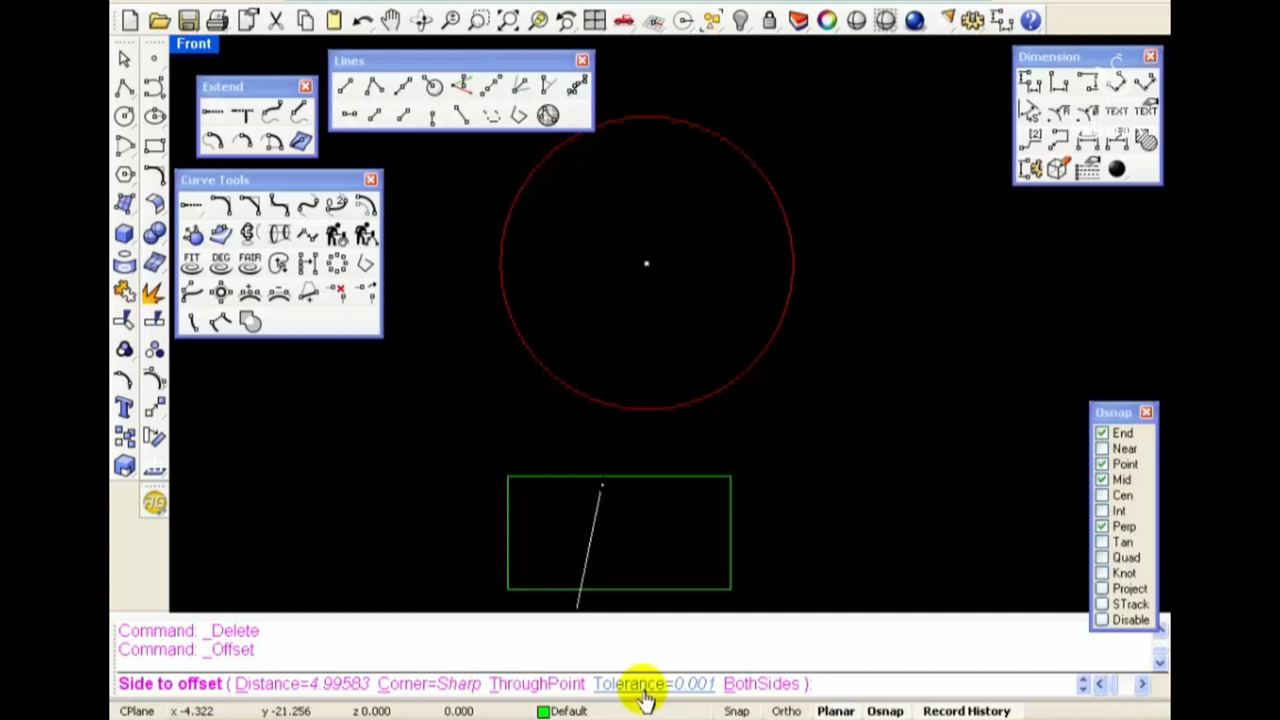 Front
Lines
Dimension
Extend
TEXT TEXT
Curve Tools
FIT DEG FAIR
Osnap
End
Near
Point
Mid
Cen
Int
Perp
Tan
Quad
Knot
Project
STrack
Disable
Command: _Delete
Command: _Offset
Side to offset ( Distance=4.99583 Corner=Sharp ThroughPoint Tolerance=0.001 BothSides ):
CPlane x -4.322 y -21.256 z 0.000 0.000 Default Snap Ortho Planar Osnap Record History